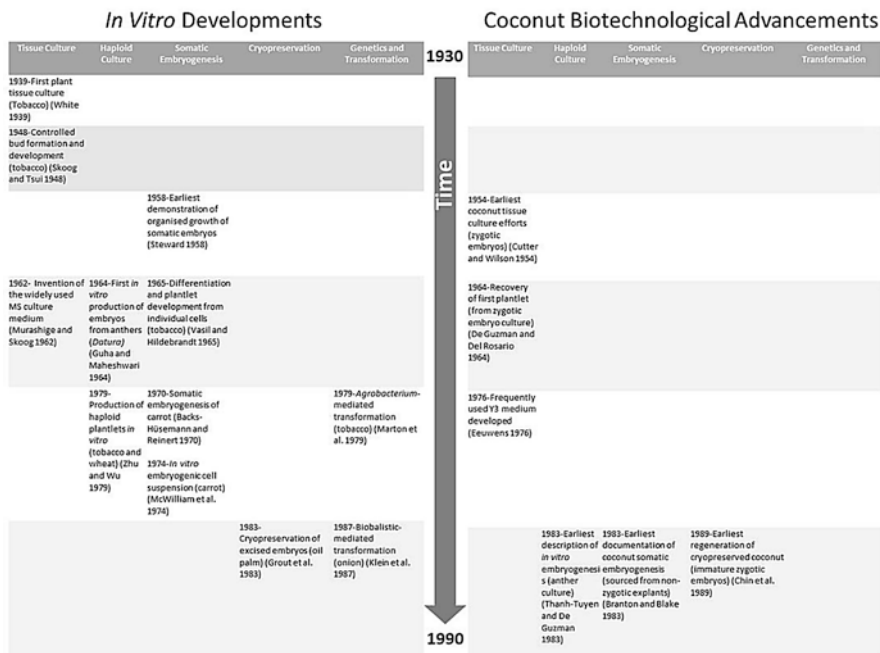 In Vitro Developments
Coconut Biotechnological Advancements
Tissue Culture
Haploid
Culture
Somatic
Embryogenesis
Cryopreservation
Genetics and
Transformation
1930
Tissue Culture
Haploid
Culture
Somatic
Embryogenesis
Cryopreservation
Genetics and
Transformation
Time
1939-First plant
tissue culture
(Tobacco) (White
1939)
1948-Controlled
bud formation and
development
(tobacco) (Skoog
and Tsui 1948)
1958-Earliest
demonstration of
organised growth of
somatic embryos
(Steward 1958)
1954-Earliest
coconut tissue
culture efforts
(zygotic
embryos) (Cutter
and Wilson 1954)
1962- Invention of
the widely used
MS culture
medium
(Murashige and
Skoog 1962)
1964-First in
vitro
production of
embryos
from anthers
(Datura)
(Guha and
Maheshwari
1964)
1965-Differentiation
and plantlet
development from
individual cells
(tobacco) (Vasil and
Hildebrandt 1965)
1964-Recovery
of first plantlet
(from zygotic
embryo culture)
(De Guzman and
Del Rosario
1964)
1979-
Production of
haploid
plantlets in
vitro
(tobacco and
wheat) (Zhu
and Wu
1979)
1970-Somatic
embryogenesis of
carrot (Backs-
Hüsemann and
Reinert 1970)
1974-In vitro
embryogenic cell
suspension (carrot)
(McWilliam et al.
1974)
1979-Agrobacterium-
mediated
transformation
(tobacco) (Marton
et al. 1979)
1976-Frequently
used Y3 medium
developed
(Eeuwens 1976)
1983-
Cryopreservation of
excised embryos (oil
palm) (Grout et al.
1983)
1987-Biobalistic-
mediated
transformation
(onion) (Klein et al.
1987)
1983-Earliest
description of
in vitro
embryogenesi
s (anther
culture)
(Thanh-Tuyen
and De
Guzman
1983)
1983-Earliest
documentation of
coconut somatic
embryogenesis
(sourced from non-
zygotic explants)
(Branton and Blake
1983)
1989-Earliest
regeneration of
cryopreserved coconut
(immature zygotic
embryos) (Chin et al.
1989)
1990